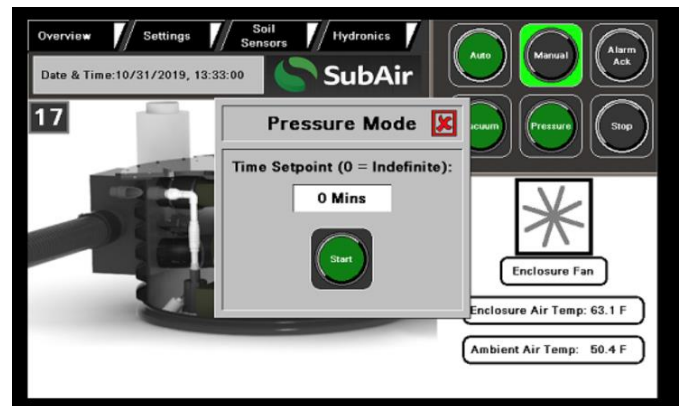 Overview
Settings
Soil
Sensors
Hydronics
Date & Time:10/31/2019, 13:33:00
SubAir
Auto
Manual
Alarm
Ack
17
Pressure Mode
Time Setpoint (0 = Indefinite):
0 Mins
Start
acuum
Pressure
Stop
Enclosure Fan
Enclosure Air Temp: 63.1 F
Ambient Air Temp: 50.4 F